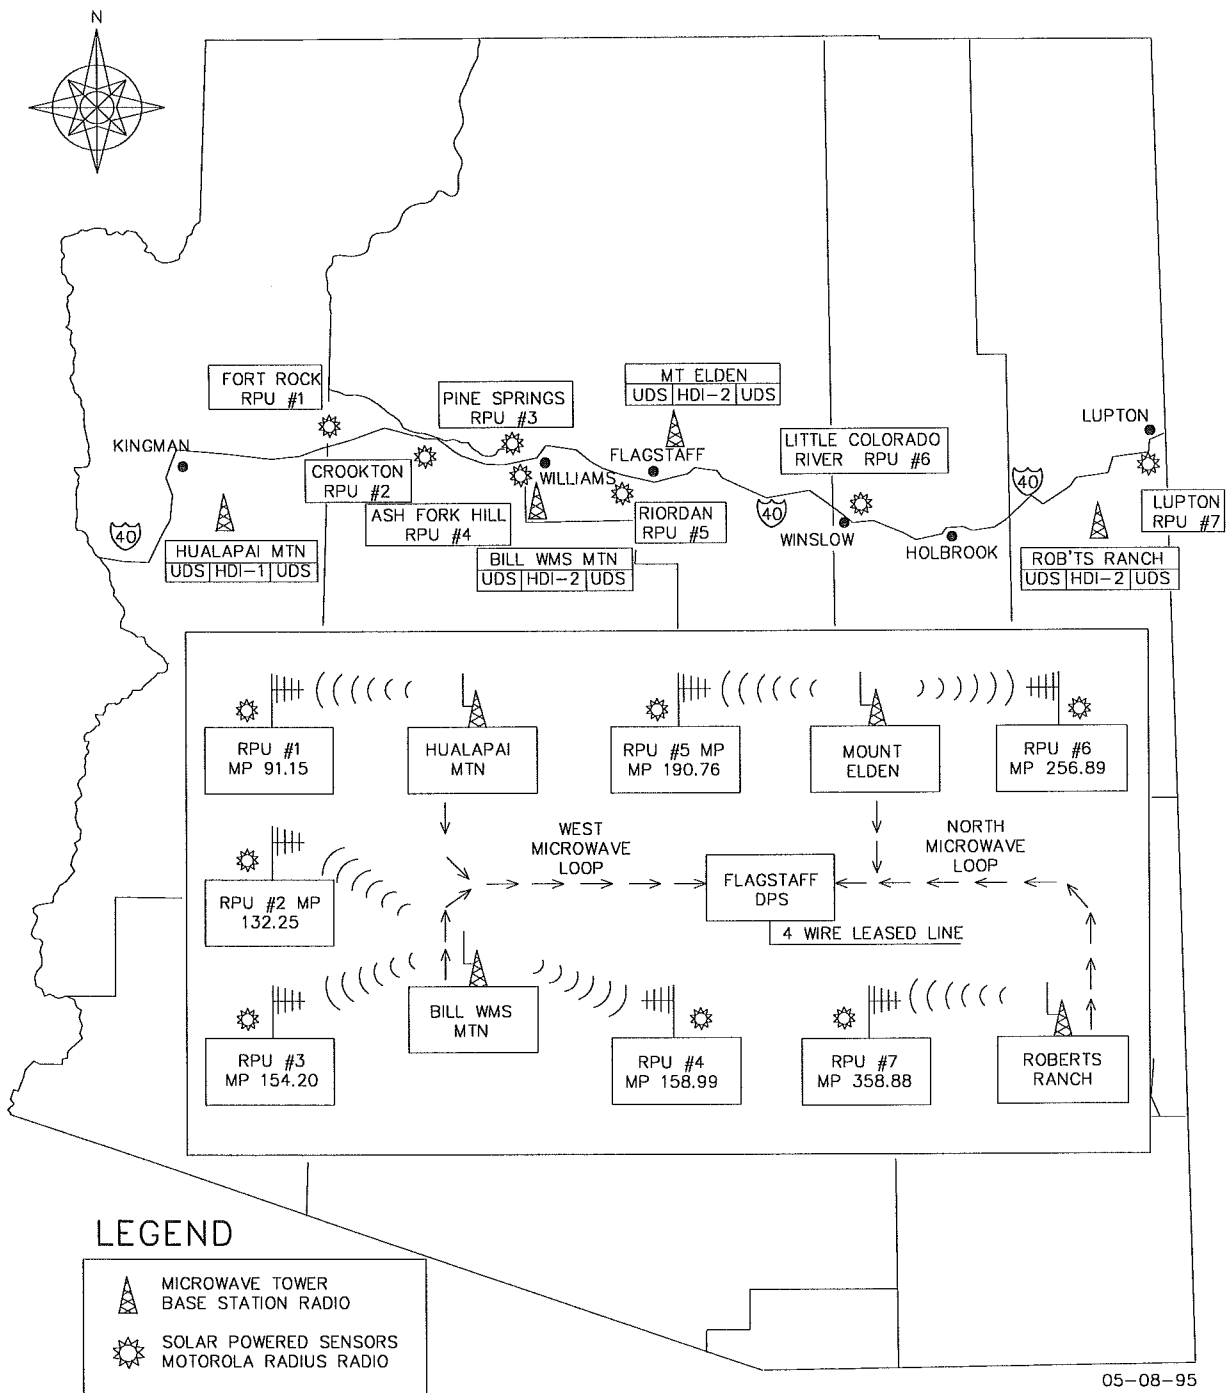 N
FORT ROCK
RPU #1
PINE SPRINGS
RPU #3
MT ELDEN
UDS HDI-2 UDS
LUPTON
KINGMAN
CROOKTON
RPU #2
WILLIAMS
FLAGSTAFF
LITTLE COLORADO
RIVER RPU #6
40
40
40
ASH FORK HILL
RPU #4
RIORDAN
RPU #5
WINSLOW
HOLBROOK
LUPTON
RPU #7
HUALAPAI MTN
UDS HDI-1 UDS
BILL WMS MTN
UDS HDI-2 UDS
ROB'TS RANCH
UDS HDI-2 UDS
RPU #1
MP 91.15
HUALAPAI
MTN
RPU #5 MP
MP 190.76
MOUNT
ELDEN
RPU #6
MP 256.89
WEST
MICROWAVE
LOOP
NORTH
MICROWAVE
LOOP
RPU #2 MP
132.25
FLAGSTAFF
DPS
4 WIRE LEASED LINE
RPU #3
MP 154.20
BILL WMS
MTN
RPU #4
MP 158.99
RPU #7
MP 358.88
ROBERTS
RANCH
LEGEND
MICROWAVE TOWER
BASE STATION RADIO
SOLAR POWERED SENSORS
MOTOROLA RADIUS RADIO
05-08-95